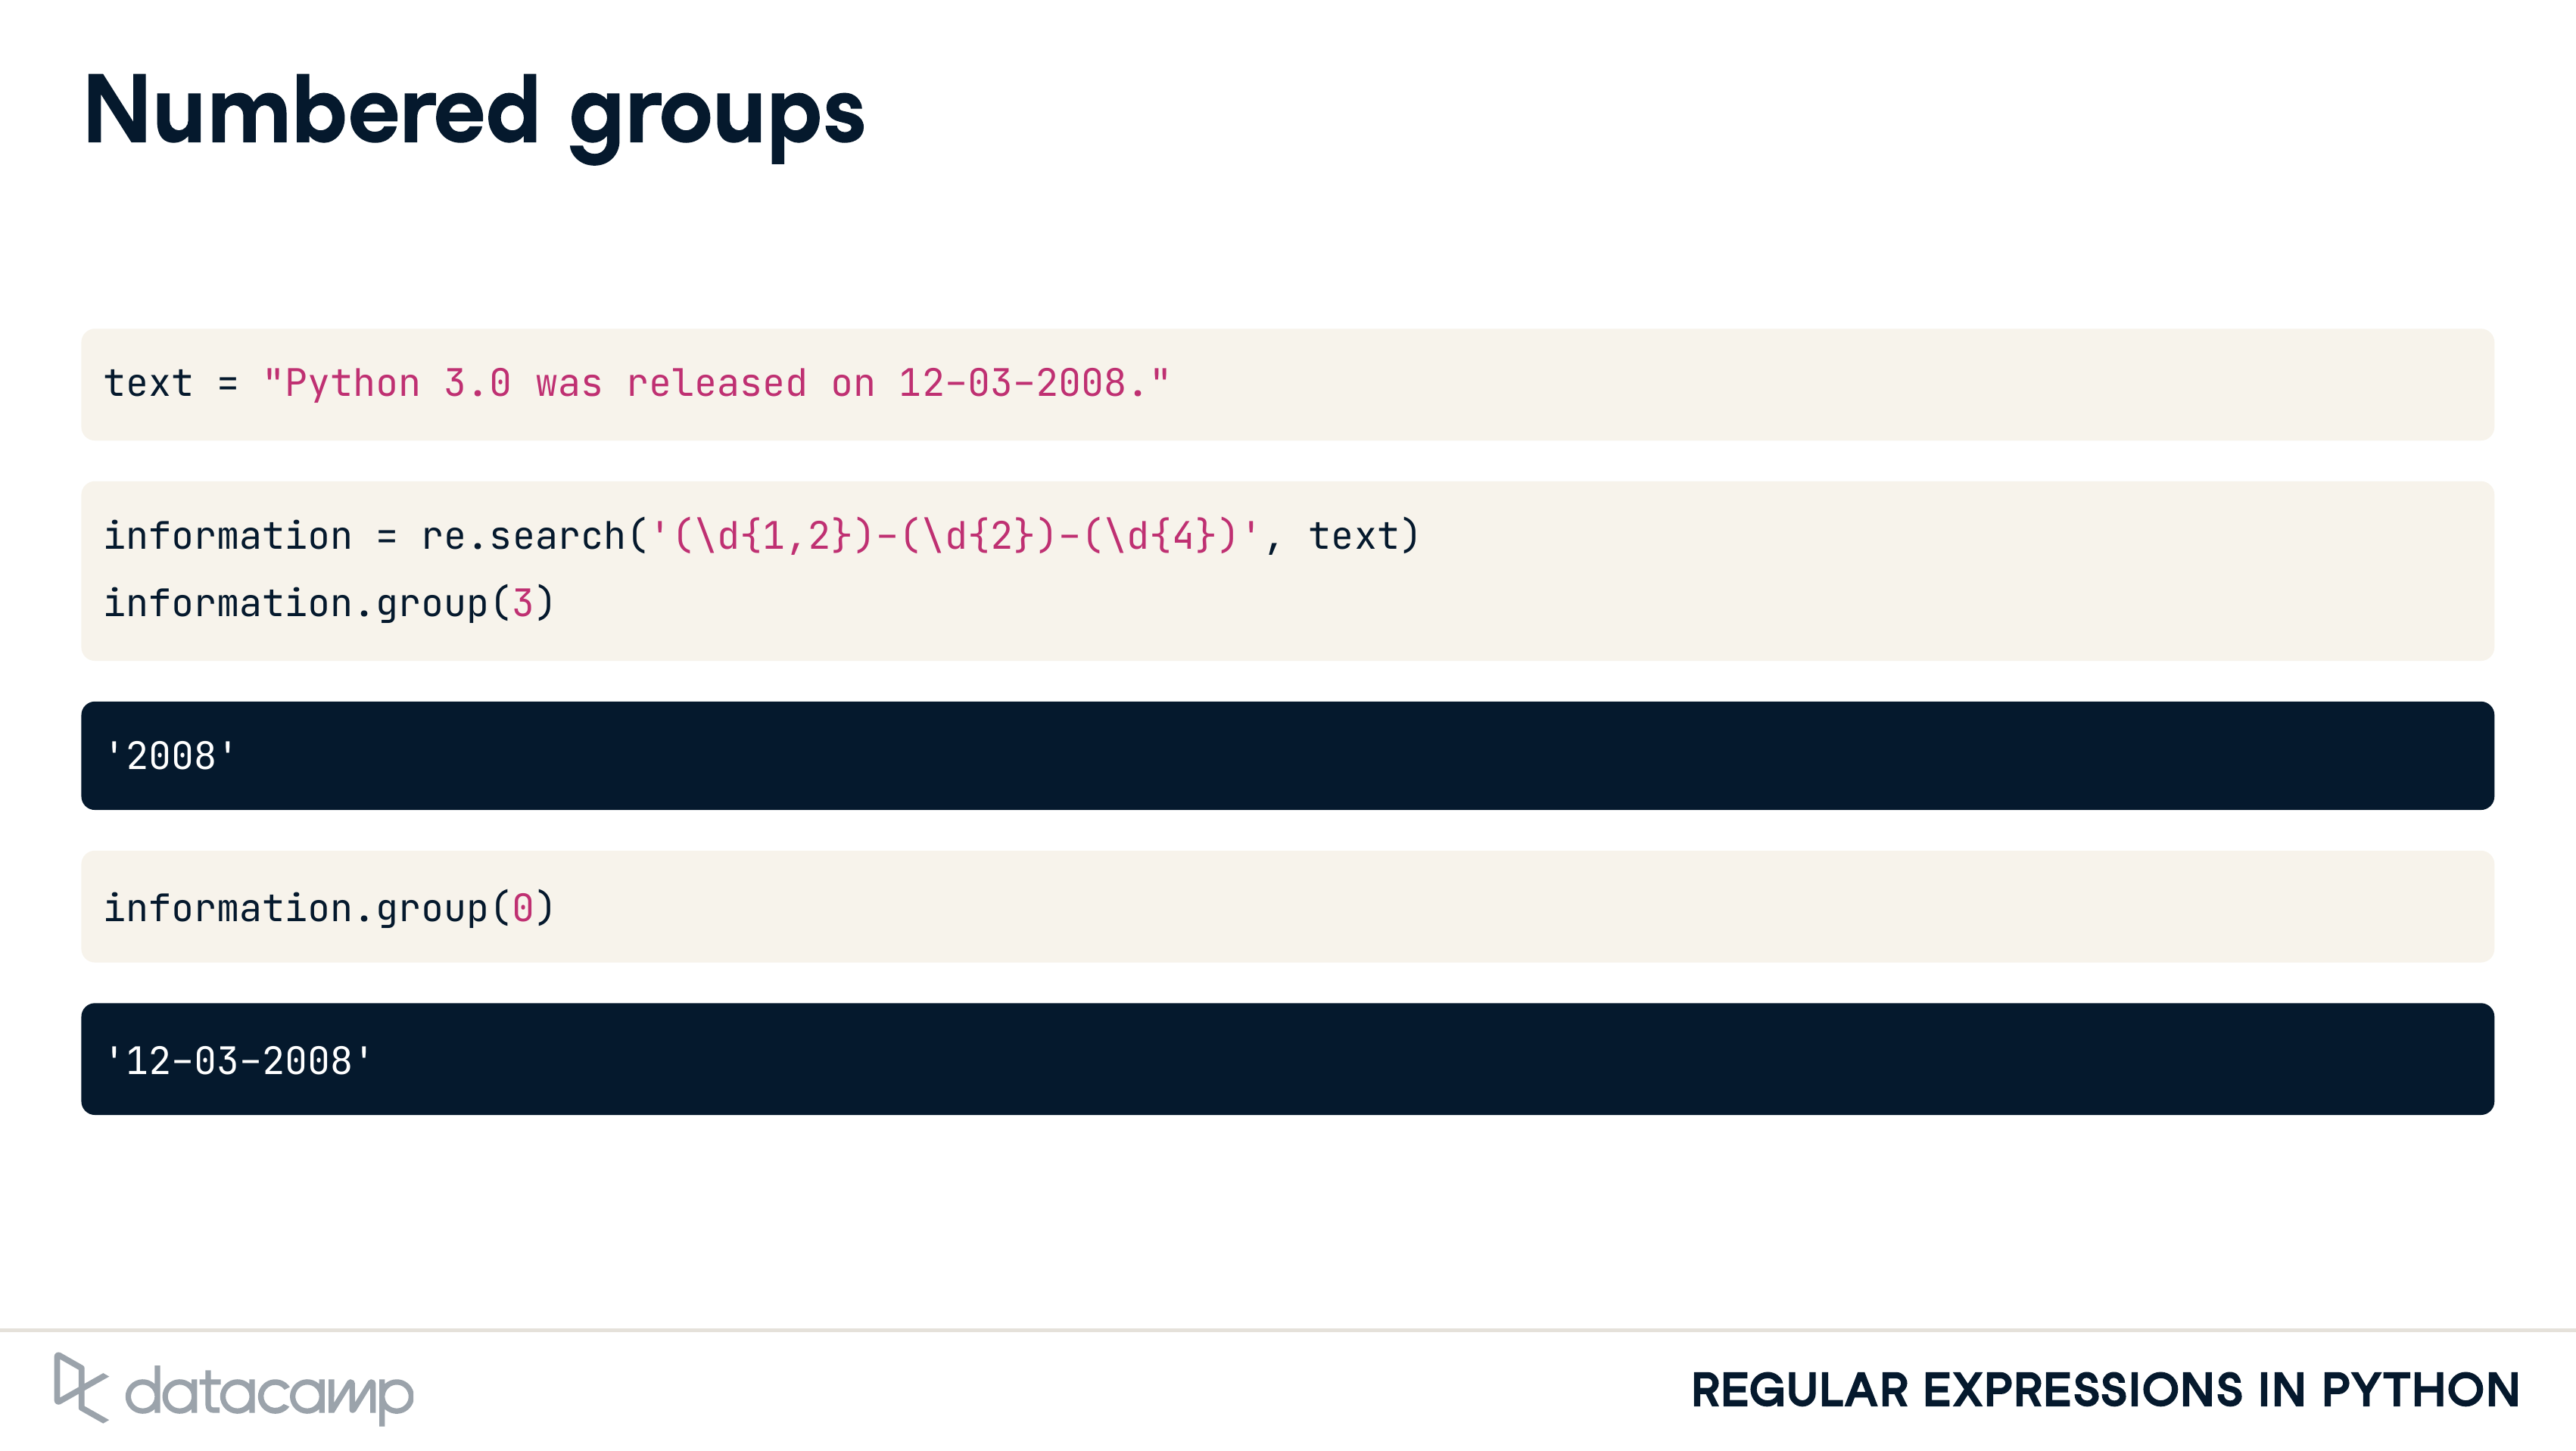 Numbered groups
text = "Python 3.0 was released on 12-03-2008."
information = re.search('(\d{1,2})-(\d{2})-(\d{4})', text)
information.group(3)
'2008'
information.group(0)
'12-03-2008'
datacamp
REGULAR EXPRESSIONS IN PYTHON